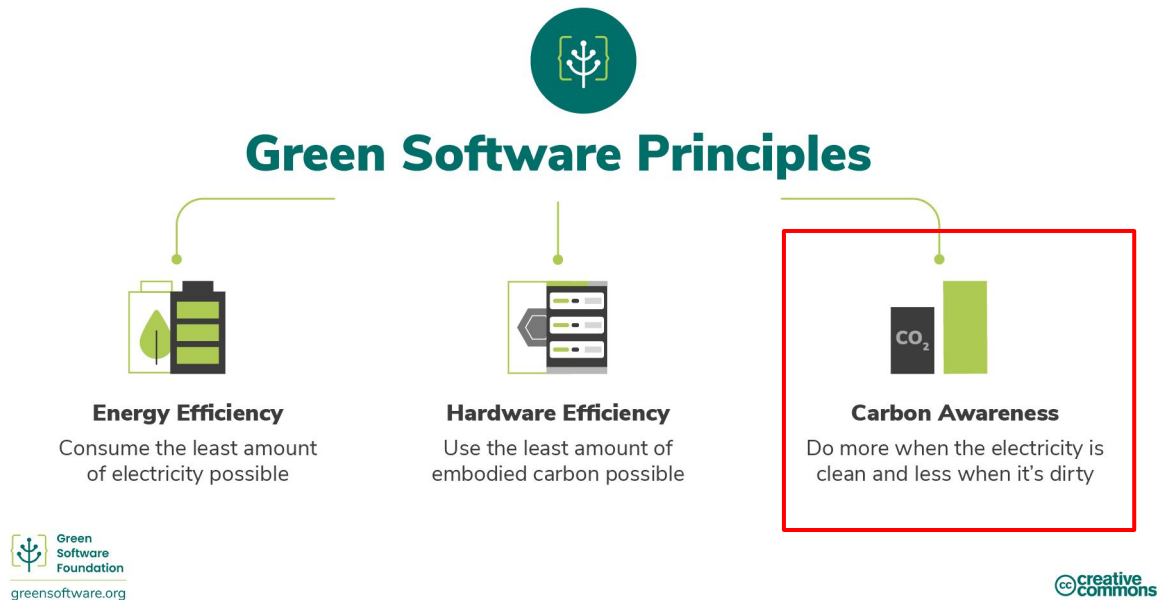 Green Software Principles
Energy Efficiency
Consume the least amount
of electricity possible
Hardware Efficiency
Use the least amount of
embodied carbon possible
CO₂
Carbon Awareness
Do more when the electricity is
clean and less when it's dirty
Green
Software
Foundation
greensoftware.org
cc creative
commons